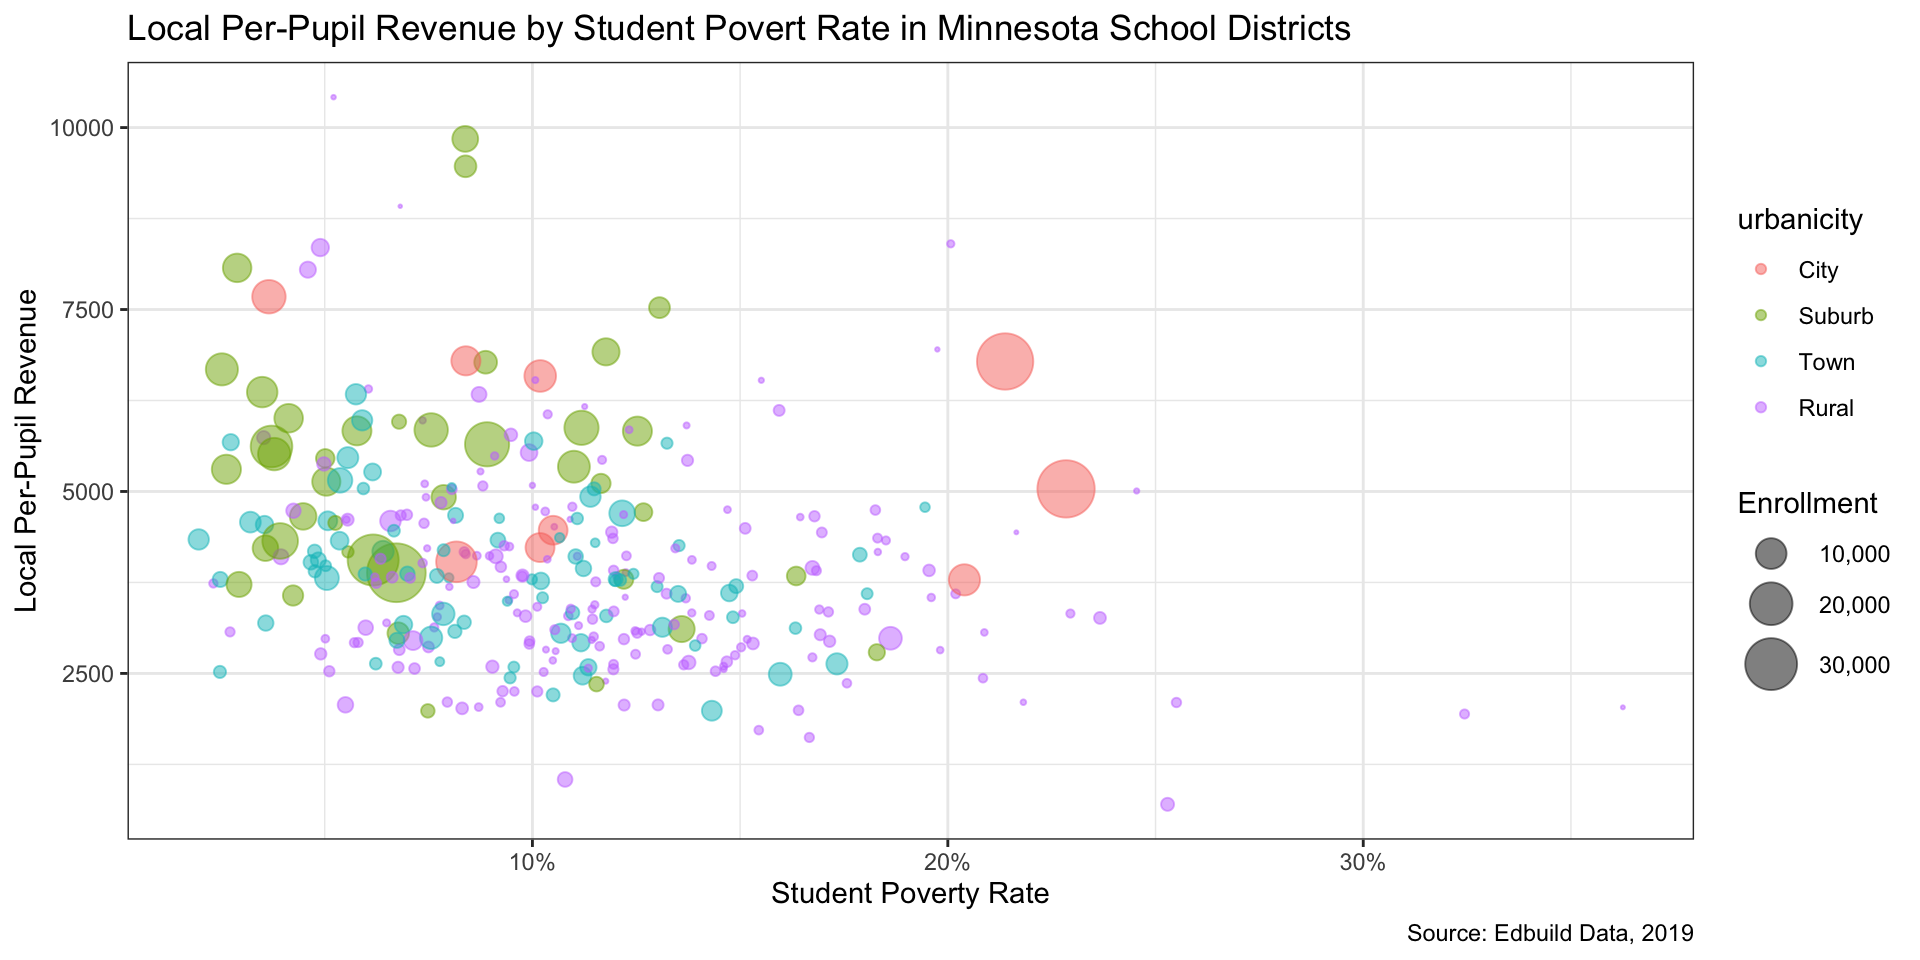 Local Per-Pupil Revenue by Student Povert Rate in Minnesota School Districts
Local Per-Pupil Revenue
10000
7500
5000
2500
10%
20%
30%
Student Poverty Rate
urbanicity
City
Suburb
Town
Rural
Enrollment
10,000
20,000
30,000
Source: Edbuild Data, 2019